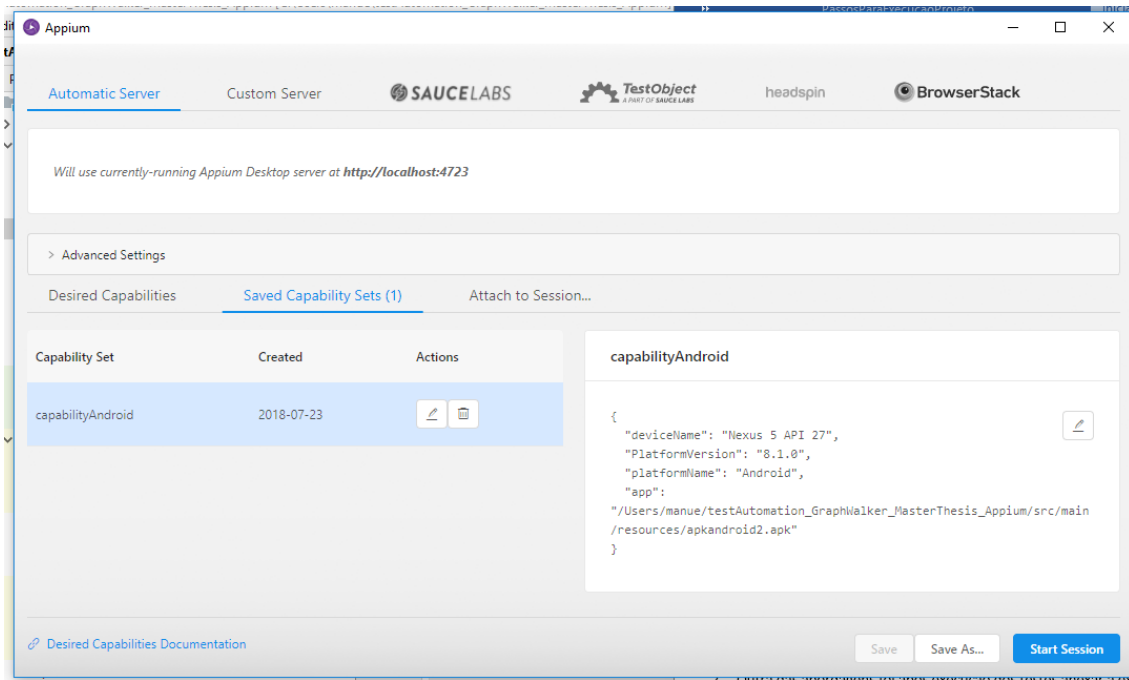 Appium
Automatic Server
Custom Server
SAUCELABS
TestObject
A PART OF SAUCE LABS
headspin
BrowserStack
Will use currently-running Appium Desktop server at http://localhost:4723
> Advanced Settings
Desired Capabilities
Saved Capability Sets (1)
Attach to Session...
Capability Set Created Actions
capabilityAndroid 2018-07-23
capabilityAndroid
{
"deviceName": "Nexus 5 API 27",
"PlatformVersion": "8.1.0",
"platformName": "Android",
"app":
"/Users/manue/testAutomation_GraphWalker_MasterThesis_Appium/src/main
/resources/apkandroid2.apk"
}
Desired Capabilities Documentation
Save
Save As...
Start Session